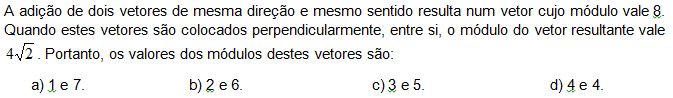 A adição de dois vetores de mesma direção e mesmo sentido resulta num vetor cujo módulo vale 8.
Quando estes vetores são colocados perpendicularmente, entre si, o módulo do vetor resultante vale
4√2 . Portanto, os valores dos módulos destes vetores são:
a) 1 e 7. b) 2 e 6. c) 3 e 5. d) 4 e 4.